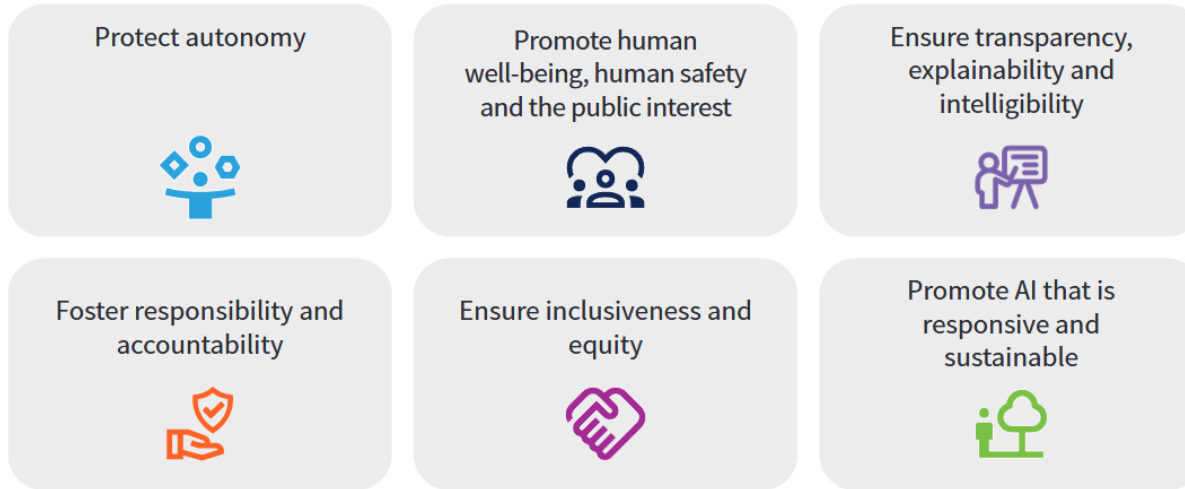 Protect autonomy
Promote human
well-being, human safety
and the public interest
Ensure transparency,
explainability and
intelligibility
Foster responsibility and
accountability
Ensure inclusiveness and
equity
Promote AI that is
responsive and
sustainable